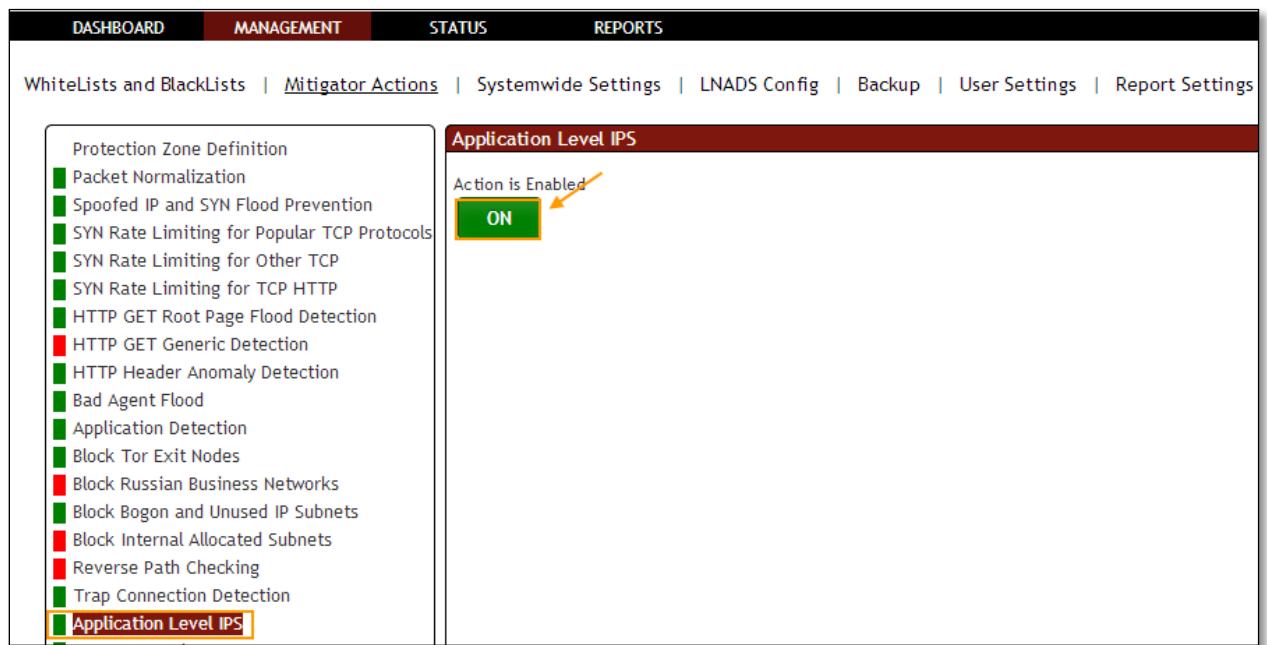 DASHBOARD MANAGEMENT STATUS REPORTS
WhiteLists and BlackLists | Mitigator Actions | Systemwide Settings | LNADS Config | Backup | User Settings | Report Settings
Protection Zone Definition
Packet Normalization
Spoofed IP and SYN Flood Prevention
SYN Rate Limiting for Popular TCP Protocols
SYN Rate Limiting for Other TCP
SYN Rate Limiting for TCP HTTP
HTTP GET Root Page Flood Detection
HTTP GET Generic Detection
HTTP Header Anomaly Detection
Bad Agent Flood
Application Detection
Block Tor Exit Nodes
Block Russian Business Networks
Block Bogon and Unused IP Subnets
Block Internal Allocated Subnets
Reverse Path Checking
Trap Connection Detection
Application Level IPS
Application Level IPS
Action is Enabled
ON